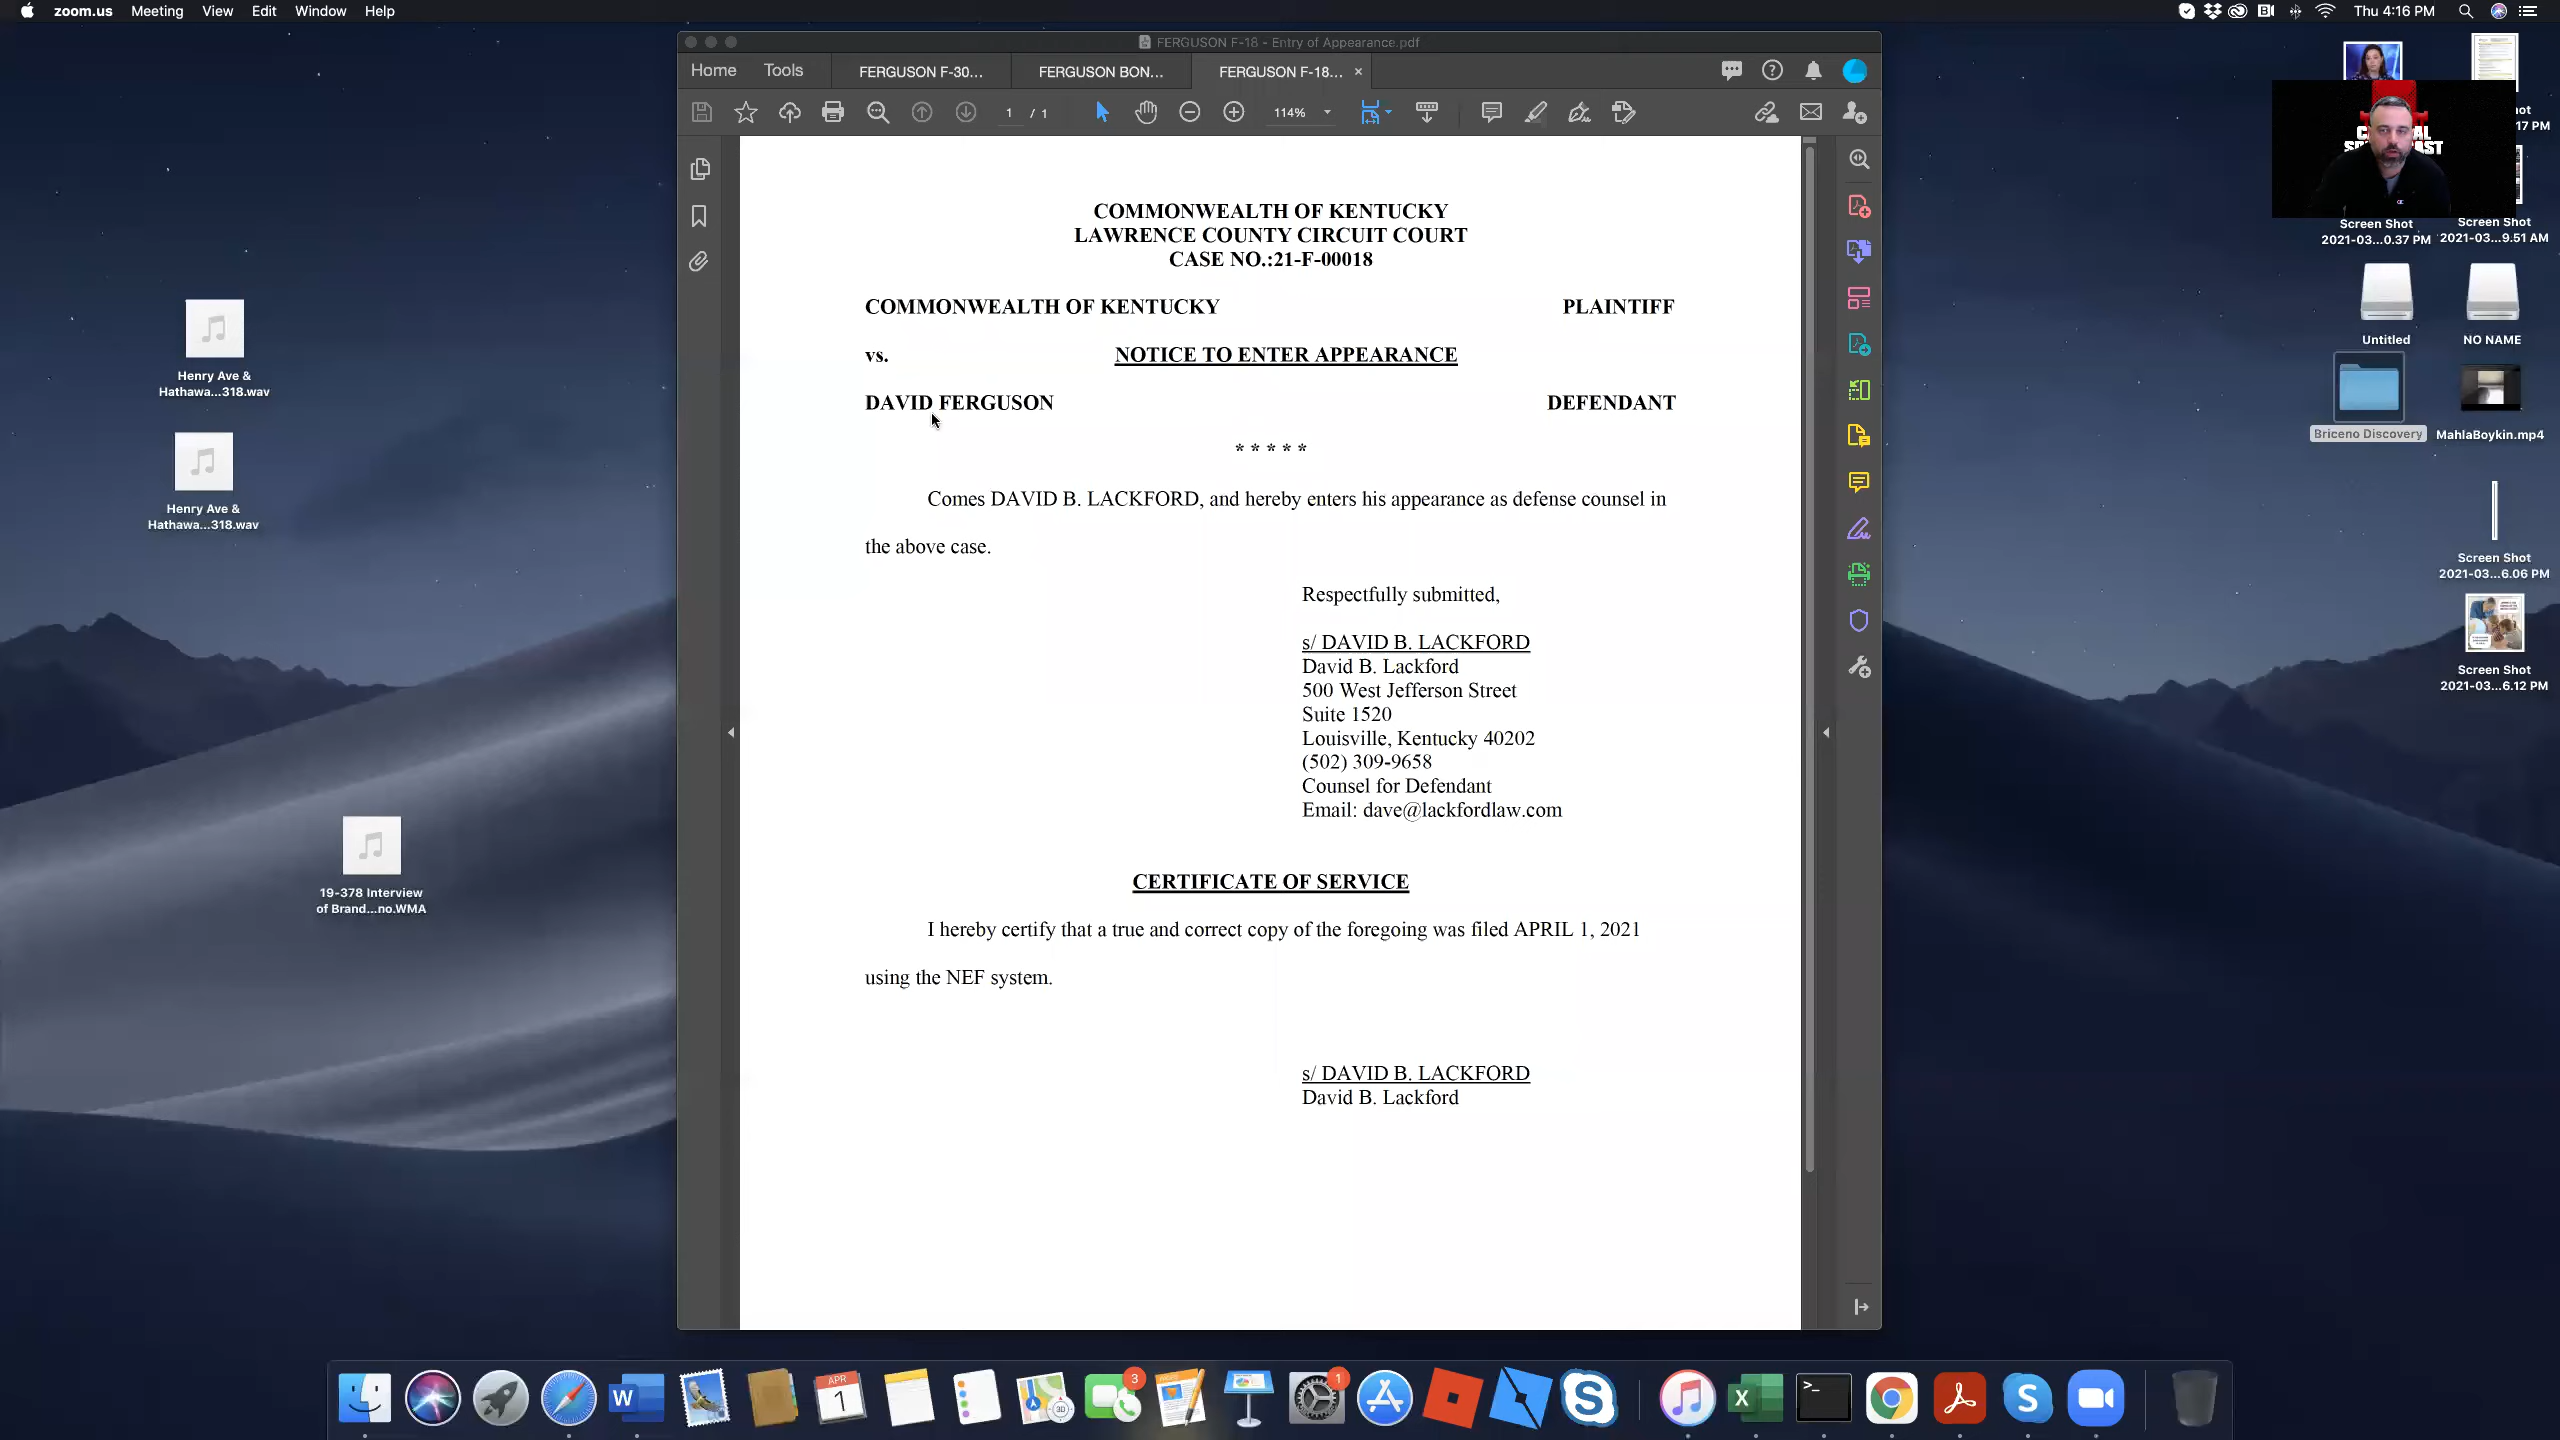 zoom.us Meeting View Edit Window Help
Thu 4:16 PM
FERGUSON F-18 - Entry of Appearance.pdf
Home Tools FERGUSON F-30... FERGUSON BON... FERGUSON F-18... ×
1 / 1 114%
COMMONWEALTH OF KENTUCKY
LAWRENCE COUNTY CIRCUIT COURT
CASE NO.:21-F-00018
COMMONWEALTH OF KENTUCKY PLAINTIFF
vs. NOTICE TO ENTER APPEARANCE
DAVID FERGUSON DEFENDANT
* * * * *
Comes DAVID B. LACKFORD, and hereby enters his appearance as defense counsel in
the above case.
Respectfully submitted,
s/ DAVID B. LACKFORD
David B. Lackford
500 West Jefferson Street
Suite 1520
Louisville, Kentucky 40202
(502) 309-9658
Counsel for Defendant
Email: dave@lackfordlaw.com
CERTIFICATE OF SERVICE
I hereby certify that a true and correct copy of the foregoing was filed APRIL 1, 2021
using the NEF system.
s/ DAVID B. LACKFORD
David B. Lackford
Henry Ave &
Hathawa...318.wav
Henry Ave &
Hathawa...318.wav
19-378 Interview
of Brand...no.WMA
17 PM
Screen Shot
2021-03...0.37 PM
Screen Shot
2021-03...9.51 AM
Untitled
NO NAME
Briceno Discovery
MahlaBoykin.mp4
Screen Shot
2021-03...6.06 PM
Screen Shot
2021-03...6.12 PM
W
APR
1
3D
3
1
S
X
>_
S